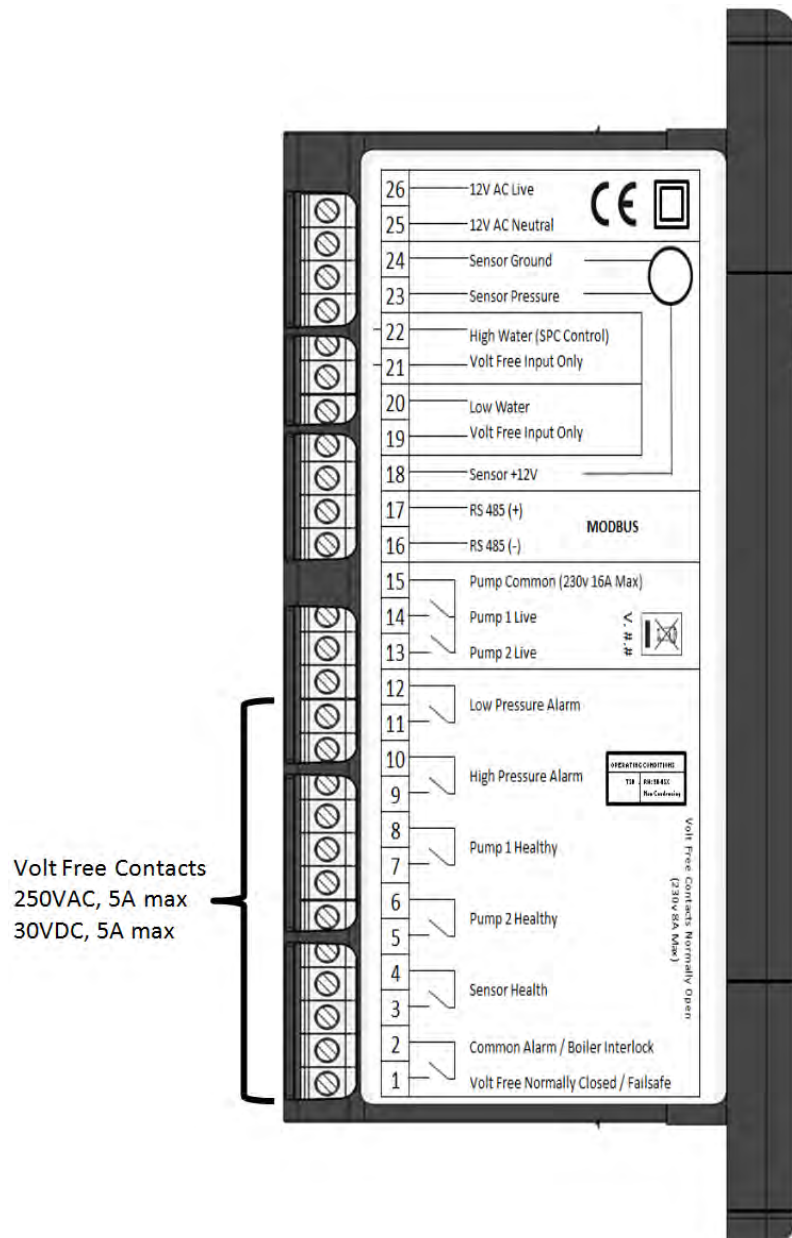 26 12V AC Live
CE
25 12V AC Neutral
24 Sensor Ground
23 Sensor Pressure
22 High Water (SPC Control)
21 Volt Free Input Only
20 Low Water
19 Volt Free Input Only
18 Sensor +12V
17 RS 485 (+)
MODBUS
16 RS 485 (-)
15 Pump Common (230v 16A Max)
14 Pump 1 Live
V. #.#
13 Pump 2 Live
12
Low Pressure Alarm
11
10
High Pressure Alarm
9
OPERATING CONDITIONS
Non Condensing
8
Pump 1 Healthy
7
6
Pump 2 Healthy
5
4
Sensor Health
3
2 Common Alarm / Boiler Interlock
1 Volt Free Normally Closed / Failsafe
Volt Free Contacts Normally Open
(230v 8A Max)
Volt Free Contacts
250VAC, 5A max
30VDC, 5A max